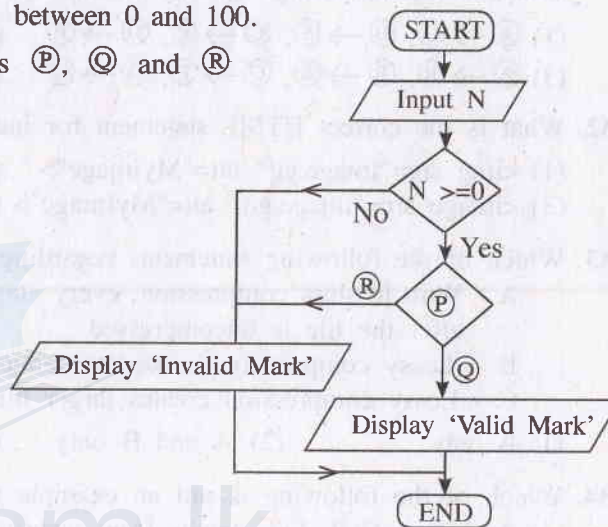 between 0 and 100.
s Ⓟ, Ⓠ and Ⓡ
START
Input N
N >=0
No
Yes
Ⓡ
Ⓟ
Ⓠ
Display 'Invalid Mark'
Display 'Valid Mark'
END